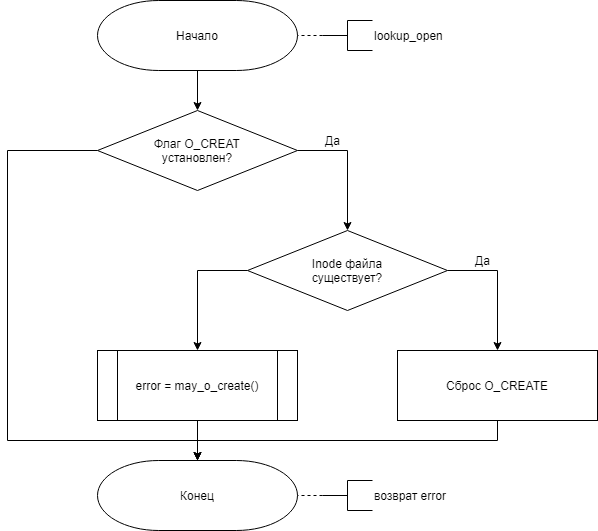 Начало
lookup_open
Флаг O_CREAT
установлен?
Да
Inode файла
существует?
Да
error = may_o_create()
Сброс O_CREATE
Конец
возврат error